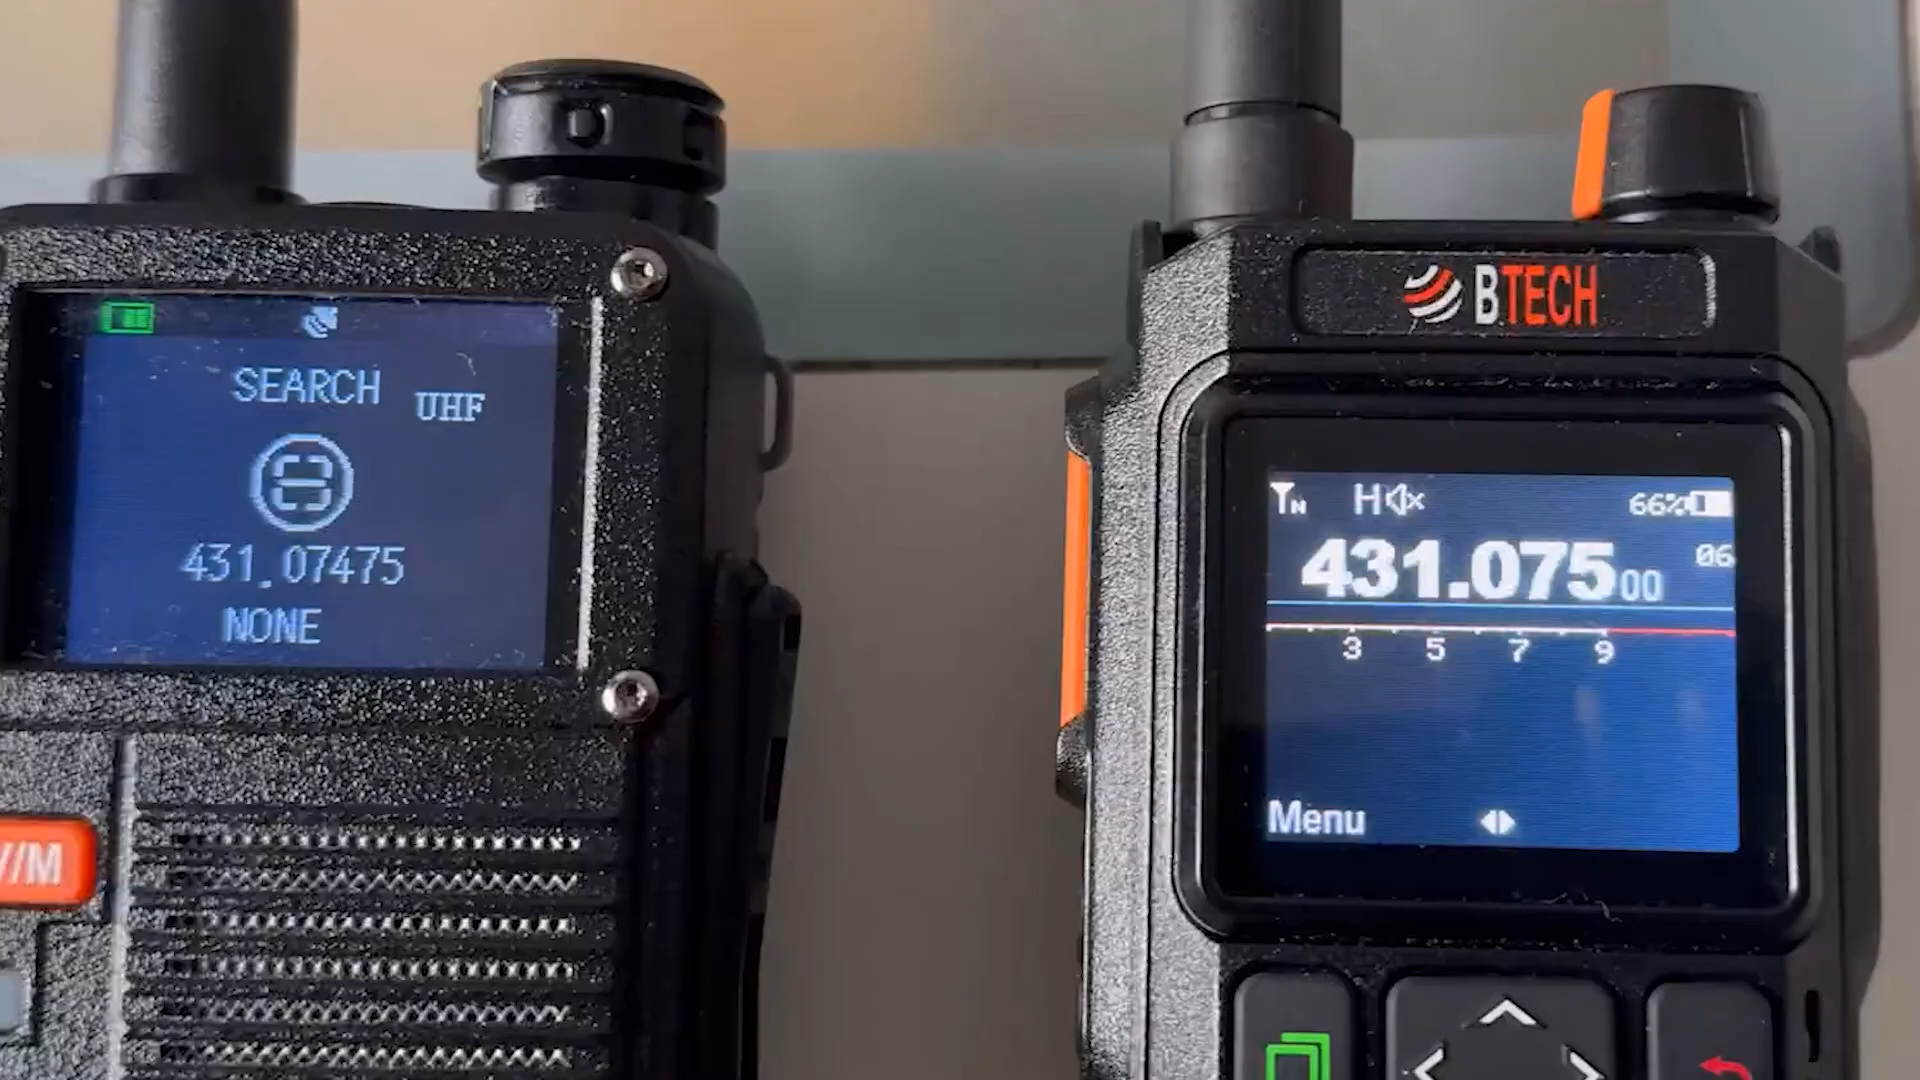 SEARCH
UHF
431.07475
NONE
V/M
BTECH
H 66%
431.07500 06
3 5 7 9
Menu